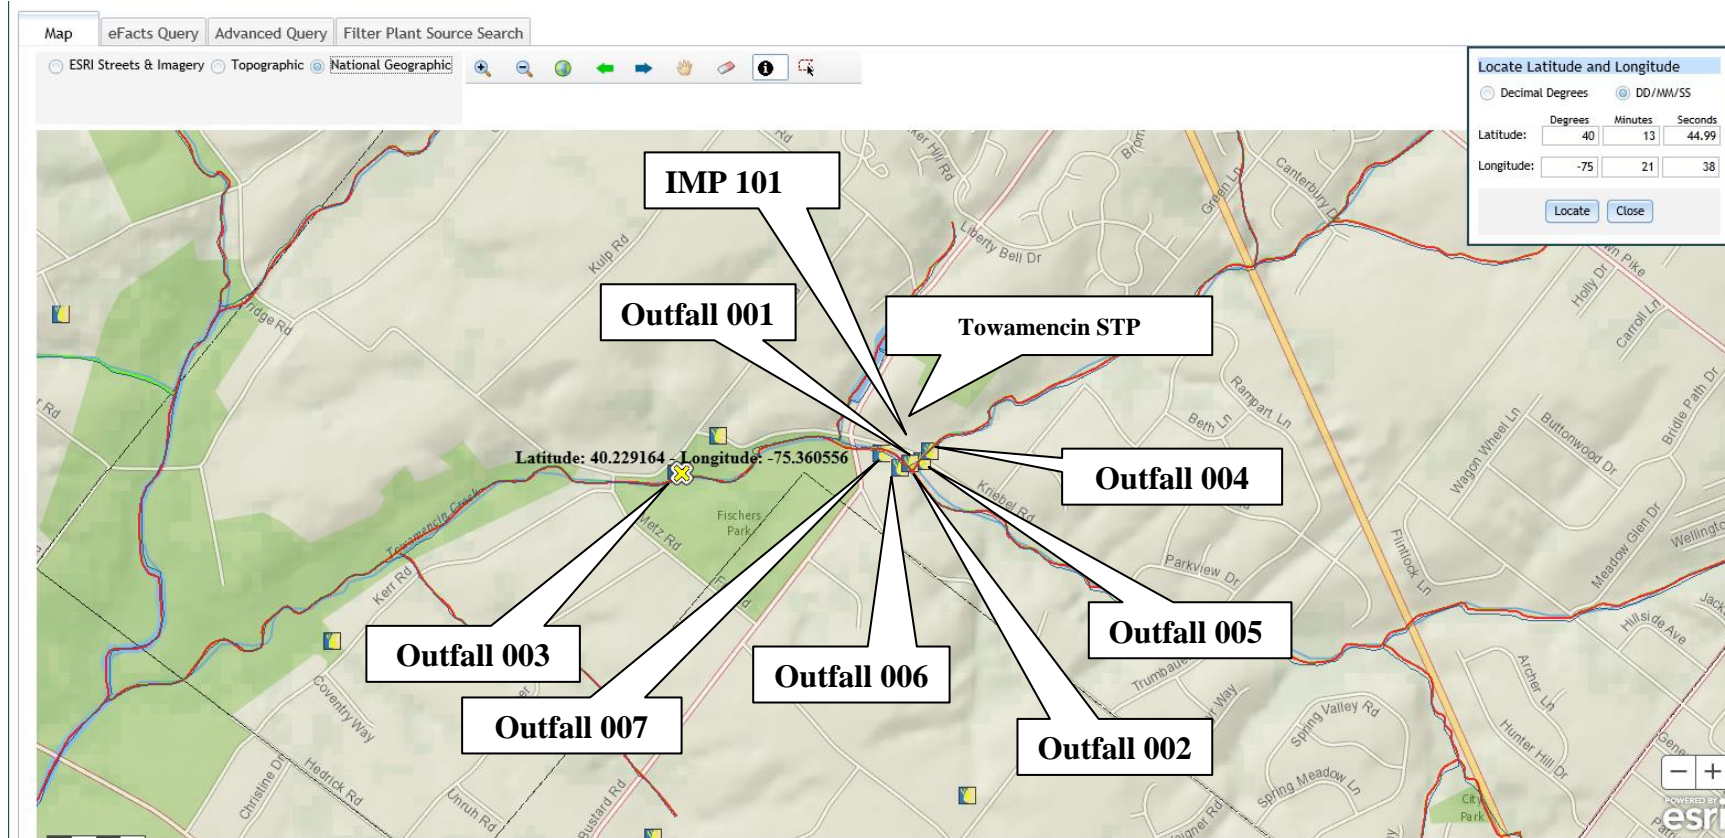 Map eFacts Query Advanced Query Filter Plant Source Search
ESRI Streets & Imagery Topographic National Geographic
Locate Latitude and Longitude
Decimal Degrees DD/MM/SS
Degrees Minutes Seconds
Latitude: 40 13 44.99
Longitude: -75 21 38
Locate Close
IMP 101
Outfall 001
Towamencin STP
Latitude: 40.229164 - Longitude: -75.360556
Outfall 004
Outfall 003
Outfall 007
Outfall 006
Outfall 005
Outfall 002
Rd
Green Ln
Canterbury D
Liberty Bell Dr
Kulp Rd
Pike
Holly Dr
Carroll Ln
Bridle Path Dr
Rampart Ln
Beth Ln
Wagon Wheel Ln
Buttonwood Dr
Kriebel Rd
Fischers
Park
Metz Rd
Towamencin Creek
Kerr Rd
Parkview Dr
Flintlock Ln
Meadow Glen Dr
Hillside Ave
Archer Ln
Spring Valley Rd
Hunter Hill Dr
Spring Meadow Ln
City
Park
Coventry Way
Hedrick Rd
Unruh Rd
Bustard Rd
POWERED BY
esri